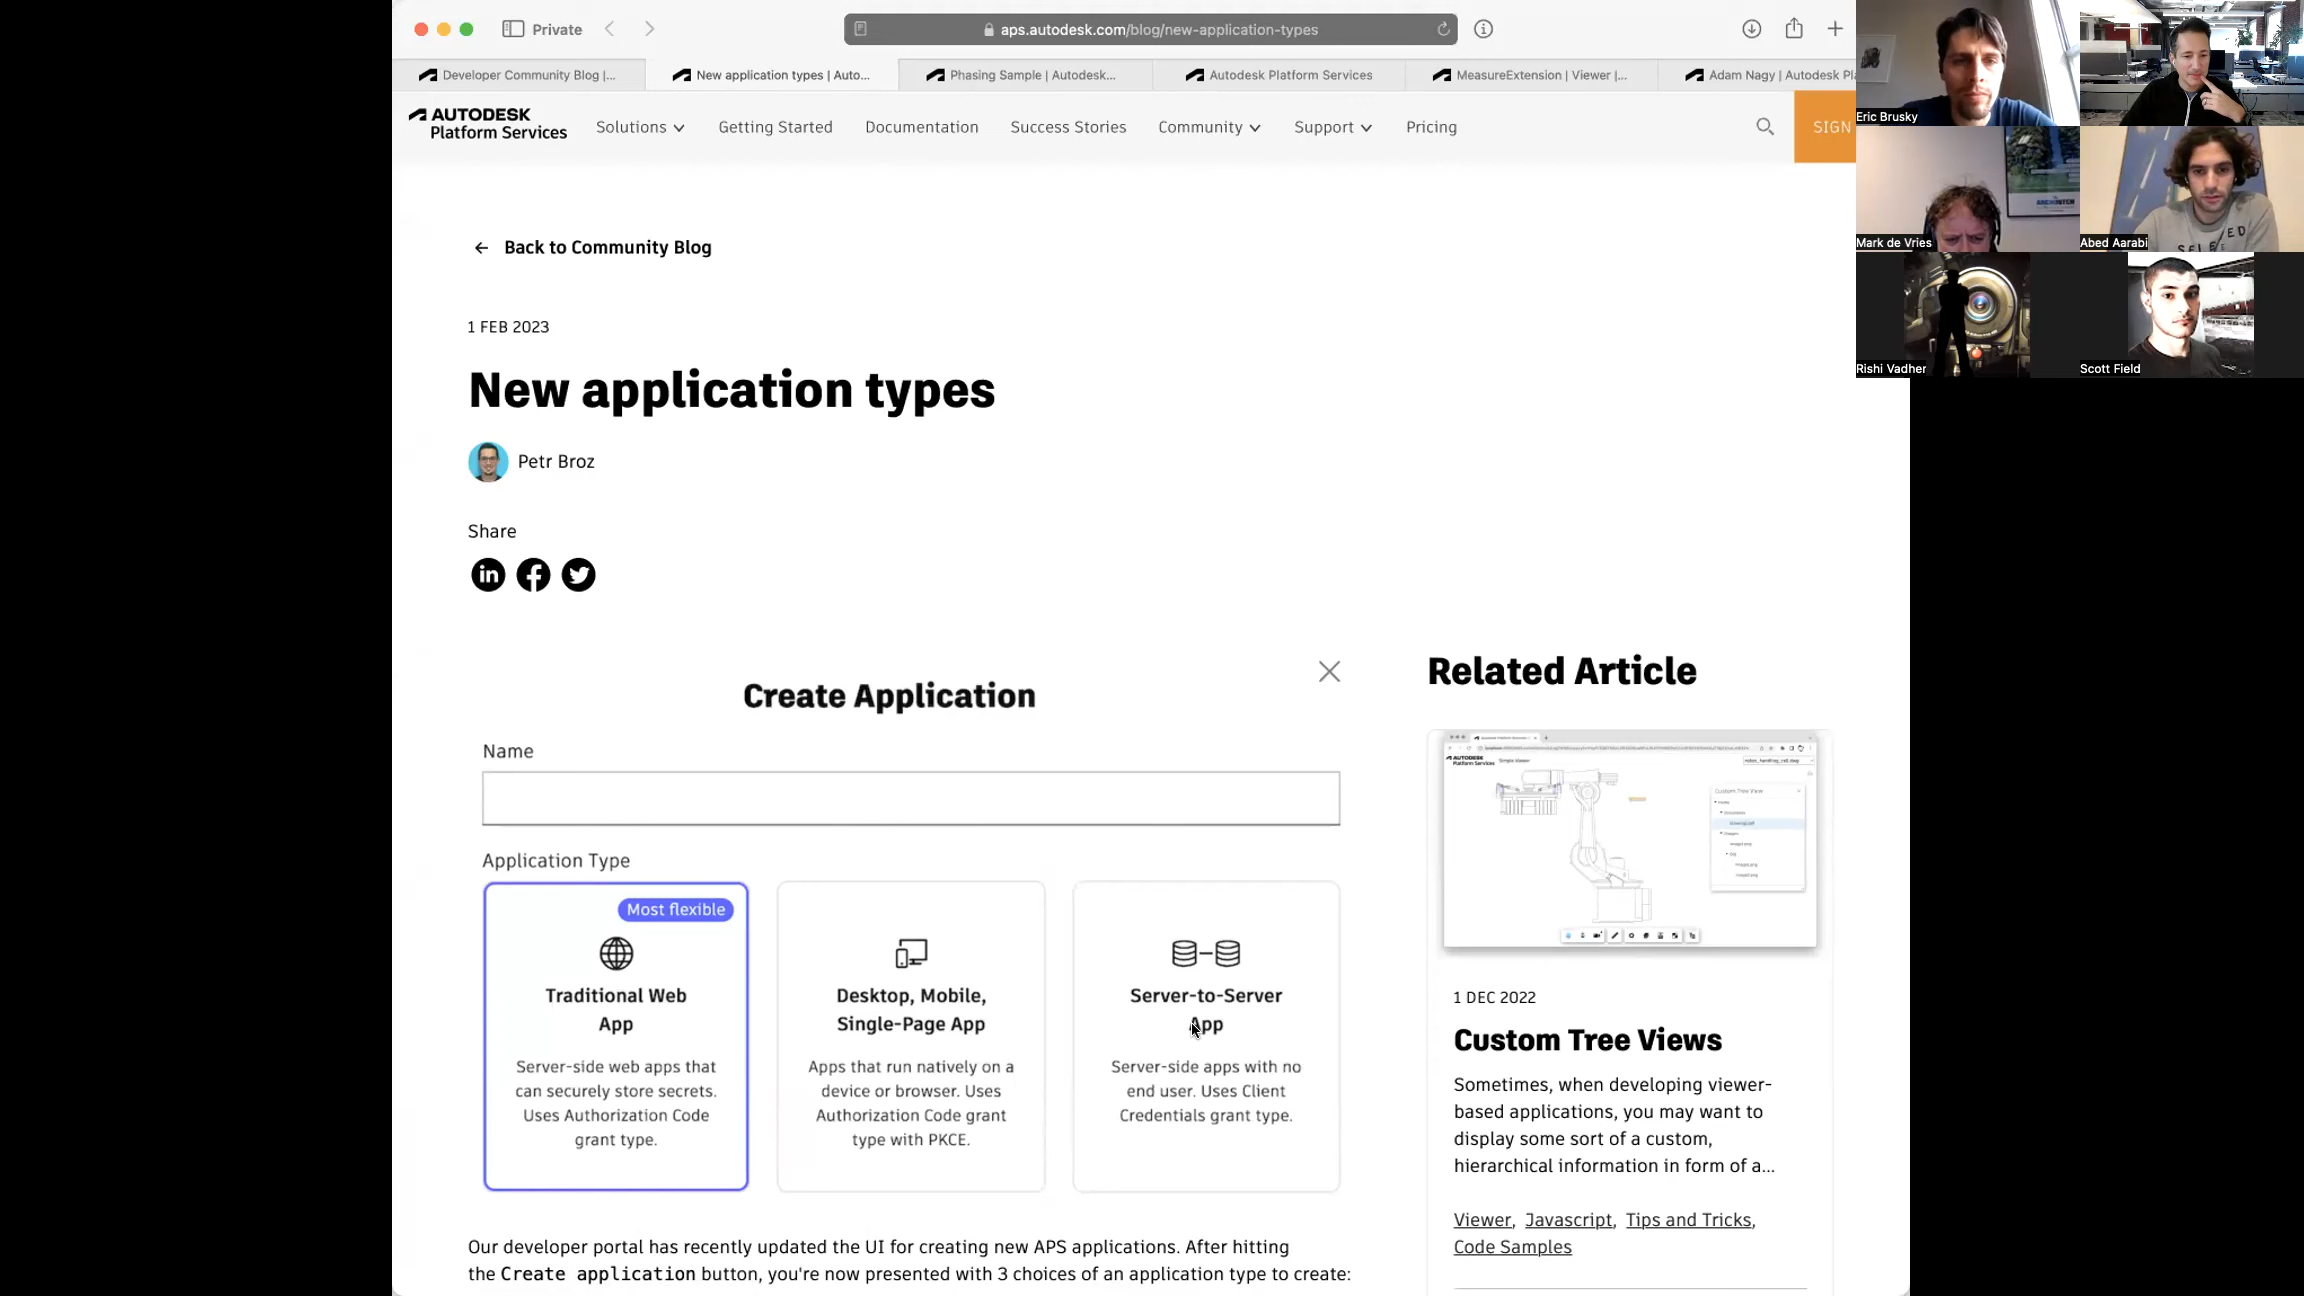 Private
aps.autodesk.com/blog/new-application-types
Developer Community Blog |...
New application types | Auto...
Phasing Sample | Autodesk...
Autodesk Platform Services
MeasureExtension | Viewer |...
Adam Nagy | Autodesk Pl
AUTODESK
Platform Services
Solutions
Getting Started
Documentation
Success Stories
Community
Support
Pricing
SIGN
Eric Brusky
Mark de Vries
Abed Aarabi
Rishi Vadher
Scott Field
Back to Community Blog
1 FEB 2023
New application types
Petr Broz
Share
Create Application
Name
Application Type
Most flexible
Traditional Web
App
Server-side web apps that
can securely store secrets.
Uses Authorization Code
grant type.
Desktop, Mobile,
Single-Page App
Apps that run natively on a
device or browser. Uses
Authorization Code grant
type with PKCE.
Server-to-Server
App
Server-side apps with no
end user. Uses Client
Credentials grant type.
Our developer portal has recently updated the UI for creating new APS applications. After hitting
the Create application button, you're now presented with 3 choices of an application type to create:
Related Article
AUTODESK
Platform Services
Custom Tree View
1 DEC 2022
Custom Tree Views
Sometimes, when developing viewer-
based applications, you may want to
display some sort of a custom,
hierarchical information in form of a...
Viewer, Javascript, Tips and Tricks,
Code Samples